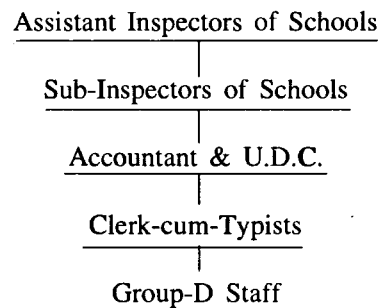 Assistant Inspectors of Schools
Sub-Inspectors of Schools
Accountant & U.D.C.
Clerk-cum-Typists
Group-D Staff